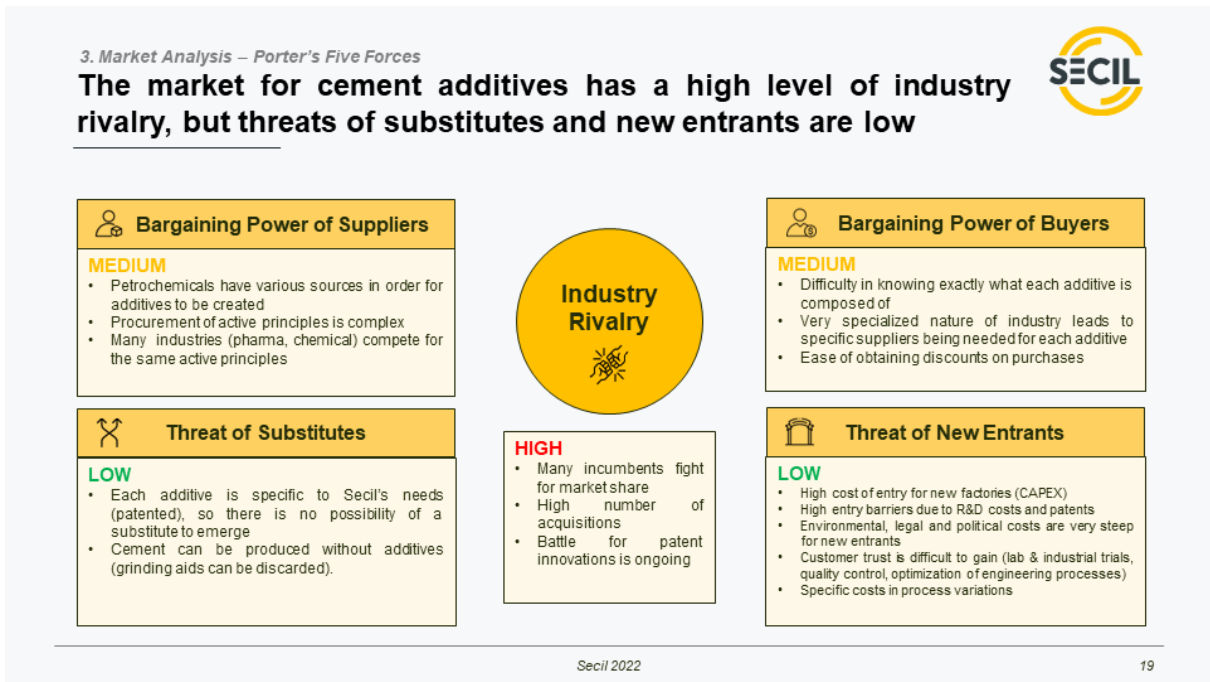 3. Market Analysis – Porter's Five Forces
The market for cement additives has a high level of industry
rivalry, but threats of substitutes and new entrants are low
SECIL
Bargaining Power of Suppliers
MEDIUM
• Petrochemicals have various sources in order for
additives to be created
• Procurement of active principles is complex
• Many industries (pharma, chemical) compete for
the same active principles
Threat of Substitutes
LOW
• Each additive is specific to Secil's needs
(patented), so there is no possibility of a
substitute to emerge
• Cement can be produced without additives
(grinding aids can be discarded).
Industry
Rivalry
HIGH
• Many incumbents fight
for market share
• High number of
acquisitions
• Battle for patent
innovations is ongoing
Bargaining Power of Buyers
MEDIUM
• Difficulty in knowing exactly what each additive is
composed of
• Very specialized nature of industry leads to
specific suppliers being needed for each additive
• Ease of obtaining discounts on purchases
Threat of New Entrants
LOW
• High cost of entry for new factories (CAPEX)
• High entry barriers due to R&D costs and patents
• Environmental, legal and political costs are very steep
for new entrants
• Customer trust is difficult to gain (lab & industrial trials,
quality control, optimization of engineering processes)
• Specific costs in process variations
Secil 2022
19